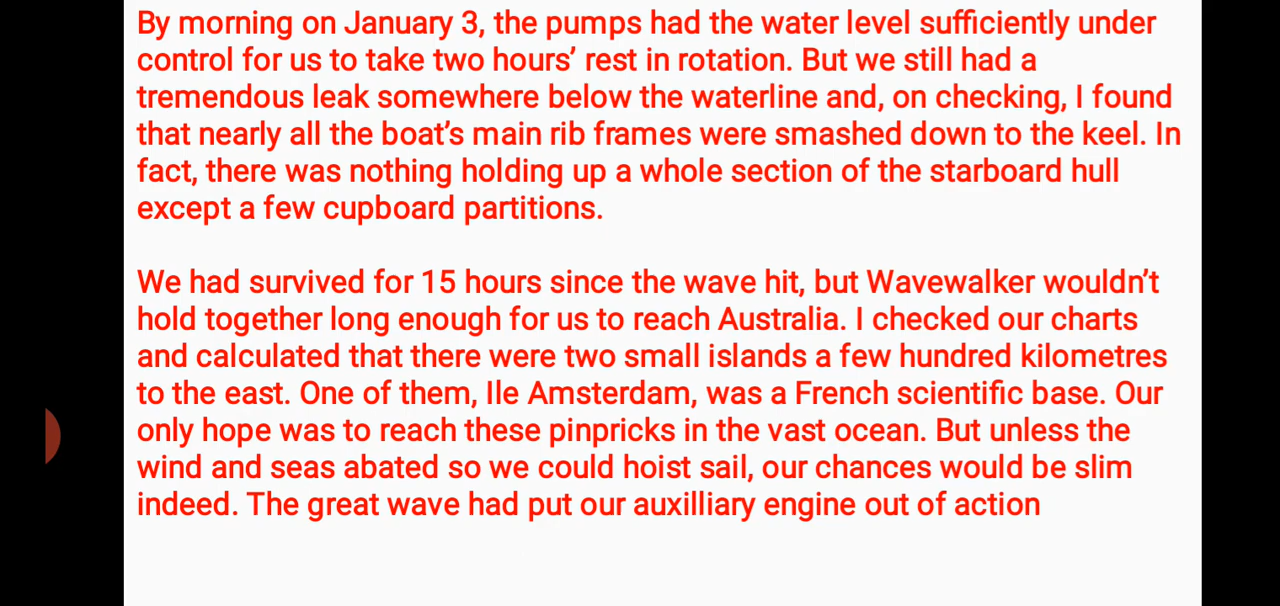 By morning on January 3, the pumps had the water level sufficiently under
control for us to take two hours’ rest in rotation. But we still had a
tremendous leak somewhere below the waterline and, on checking, I found
that nearly all the boat’s main rib frames were smashed down to the keel. In
fact, there was nothing holding up a whole section of the starboard hull
except a few cupboard partitions.
We had survived for 15 hours since the wave hit, but Wavewalker wouldn’t
hold together long enough for us to reach Australia. I checked our charts
and calculated that there were two small islands a few hundred kilometres
to the east. One of them, Ile Amsterdam, was a French scientific base. Our
only hope was to reach these pinpricks in the vast ocean. But unless the
wind and seas abated so we could hoist sail, our chances would be slim
indeed. The great wave had put our auxilliary engine out of action